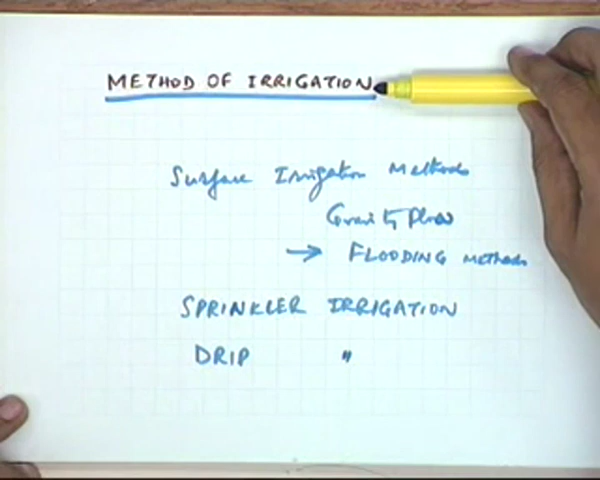 METHOD OF IRRIGATION
Surface Irrigation Methods
Gravity flow
→ FLOODING METHODS
SPRINKLER IRRIGATION
DRIP "